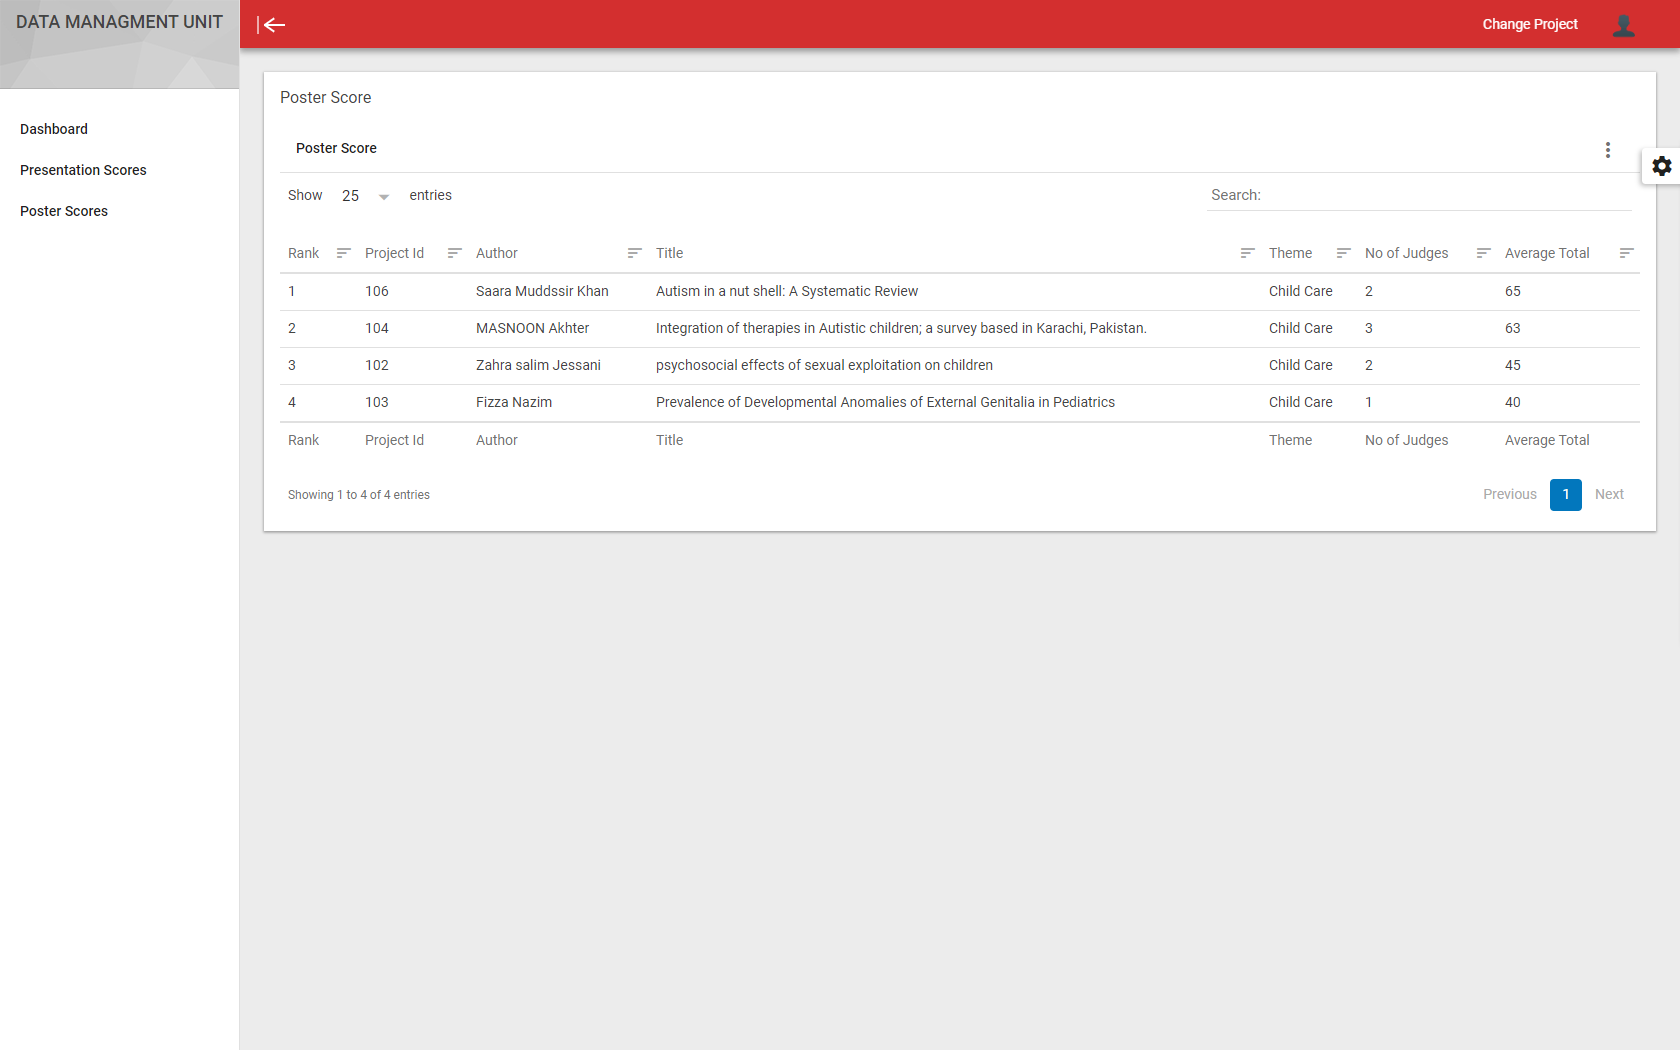 DATA MANAGMENT UNIT
Change Project
Dashboard
Presentation Scores
Poster Scores
Poster Score
Poster Score
Show 25 entries Search:
Rank Project Id Author Title Theme No of Judges Average Total
1 106 Saara Muddssir Khan Autism in a nut shell: A Systematic Review Child Care 2 65
2 104 MASNOON Akhter Integration of therapies in Autistic children; a survey based in Karachi, Pakistan. Child Care 3 63
3 102 Zahra salim Jessani psychosocial effects of sexual exploitation on children Child Care 2 45
4 103 Fizza Nazim Prevalence of Developmental Anomalies of External Genitalia in Pediatrics Child Care 1 40
Rank Project Id Author Title Theme No of Judges Average Total
Showing 1 to 4 of 4 entries Previous 1 Next